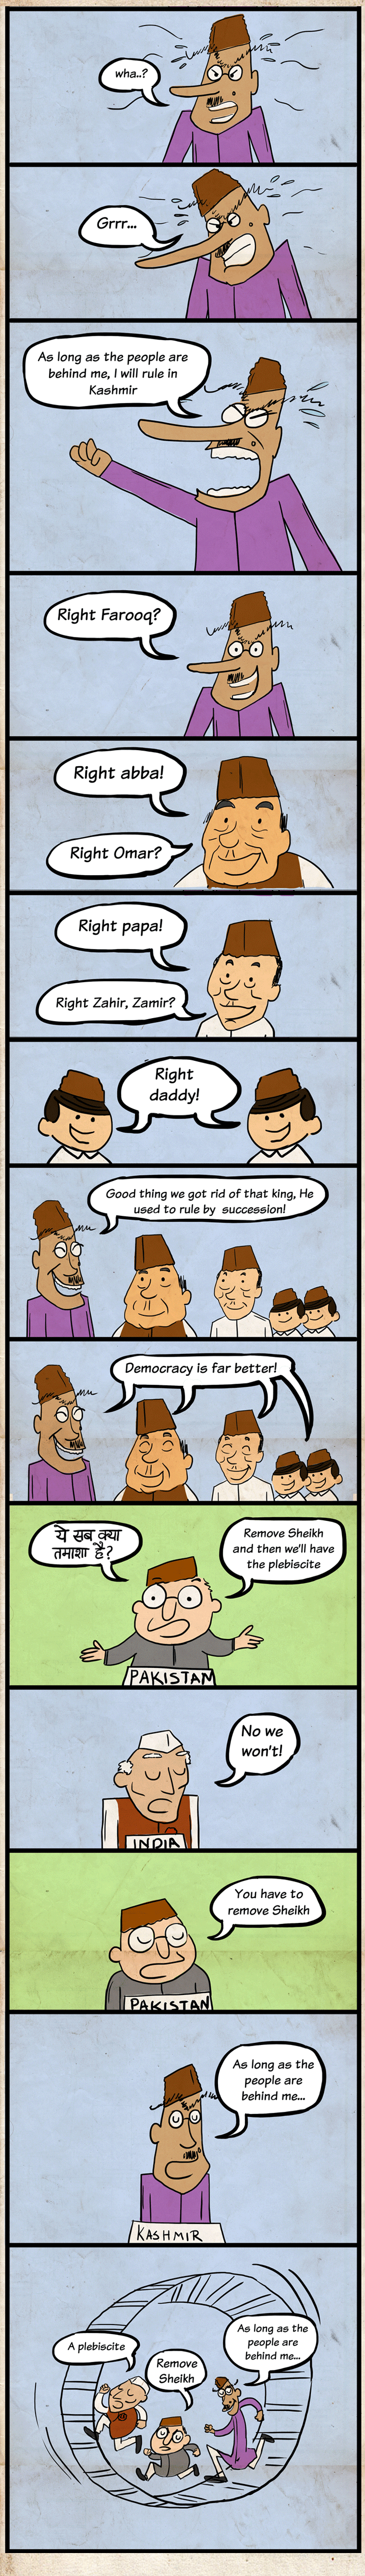 wha..?
Grrr...
As long as the people are
behind me, I will rule in
Kashmir
Right Farooq?
Right abba!
Right Omar?
Right papa!
Right Zahir, Zamir?
Right
daddy!
Good thing we got rid of that king, He
used to rule by succession!
Democracy is far better!
ये सब क्या
तमाशा है?
Remove Sheikh
and then we'll have
the plebiscite
PAKISTAN
No we
won't!
INDIA
You have to
remove Sheikh
PAKISTAN
As long as the
people are
behind me...
KASHMIR
A plebiscite
Remove
Sheikh
As long as the
people are
behind me...